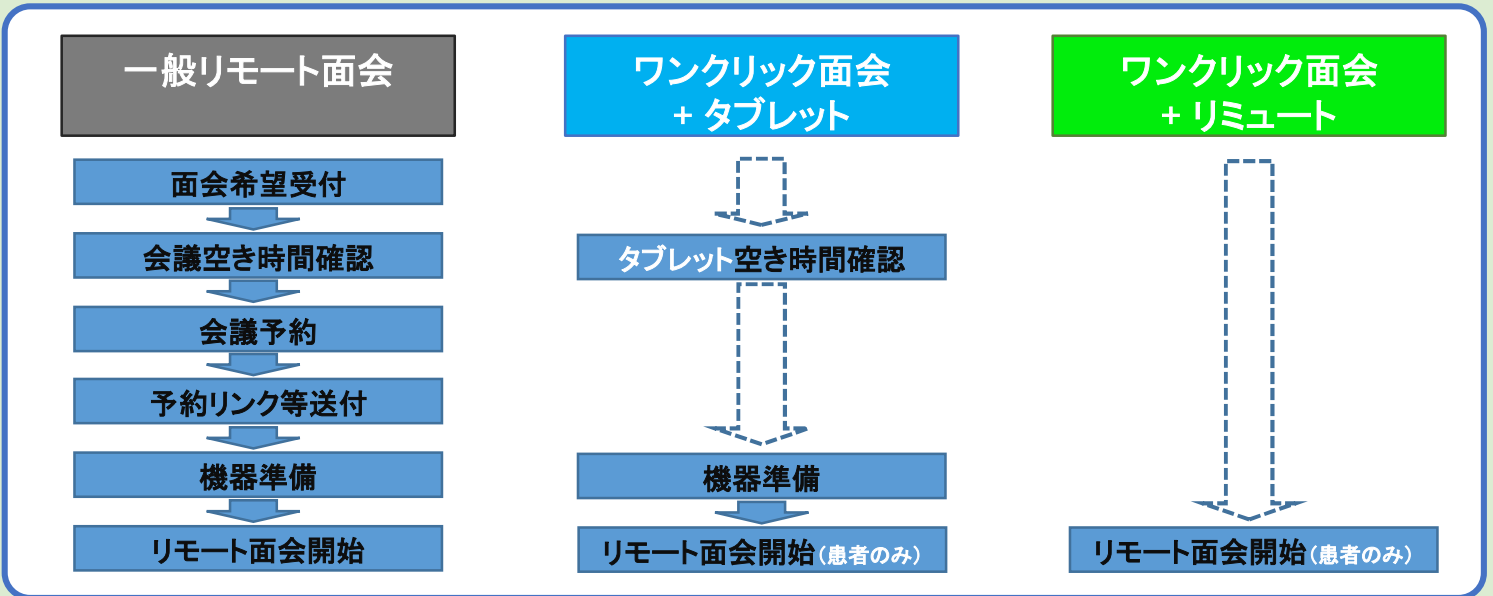 一般リモート面会
面会希望受付
会議空き時間確認
会議予約
予約リンク等送付
機器準備
リモート面会開始
ワンクリック面会
+ タブレット
タブレット空き時間確認
機器準備
リモート面会開始(患者のみ)
ワンクリック面会
+ リミュート
リモート面会開始(患者のみ)